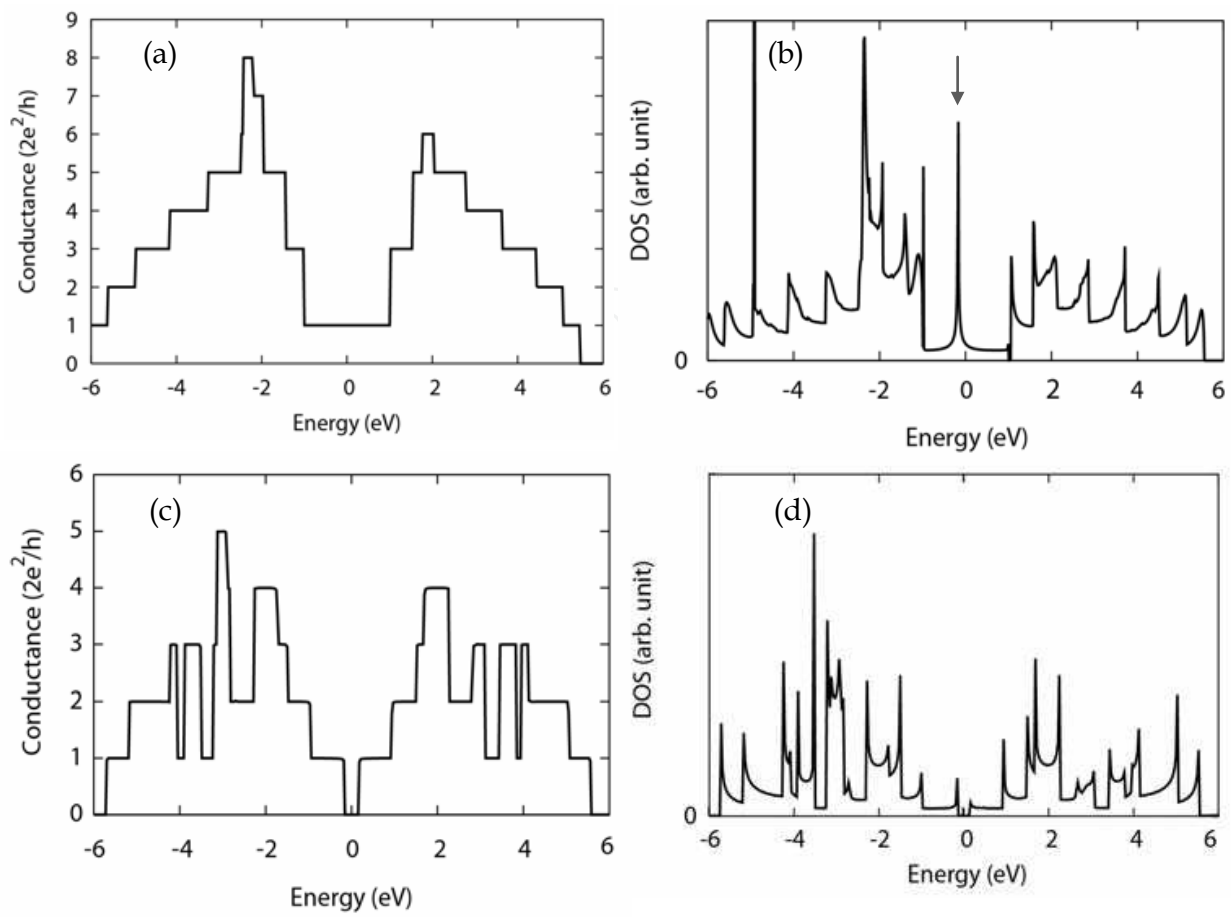 (a)
Conductance (2e²/h)
9
8
7
6
5
4
3
2
1
0
-6 -4 -2 0 2 4 6
Energy (eV)
(b)
DOS (arb. unit)
0
-6 -4 -2 0 2 4 6
Energy (eV)
(c)
Conductance (2e²/h)
6
5
4
3
2
1
0
-6 -4 -2 0 2 4 6
Energy (eV)
(d)
DOS (arb. unit)
0
-6 -4 -2 0 2 4 6
Energy (eV)